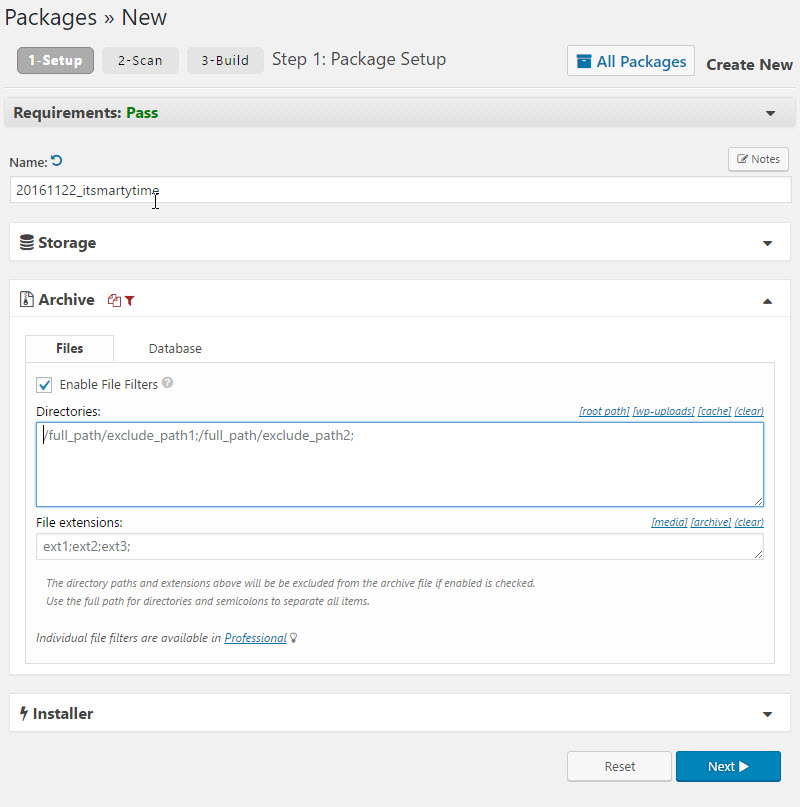 Packages » New
1-Setup 2-Scan 3-Build Step 1: Package Setup All Packages Create New
Requirements: Pass
Name: Notes
20161122_itsmartytime
Storage
Archive
Files Database
Enable File Filters ?
Directories: [root path] [wp-uploads] [cache] (clear)
/full_path/exclude_path1;/full_path/exclude_path2;
File extensions: [media] [archive] (clear)
ext1;ext2;ext3;
The directory paths and extensions above will be be excluded from the archive file if enabled is checked.
Use the full path for directories and semicolons to separate all items.
Individual file filters are available in Professional
Installer
Reset Next